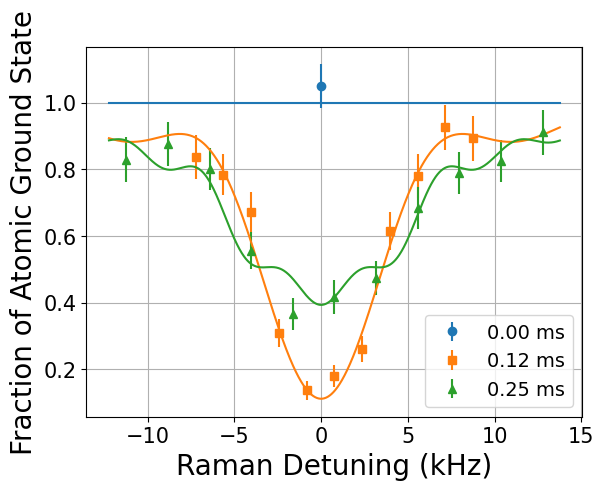 Fraction of Atomic Ground State
1.0
0.8
0.6
0.4
0.2
−10
−5
0
5
10
15
Raman Detuning (kHz)
0.00 ms
0.12 ms
0.25 ms